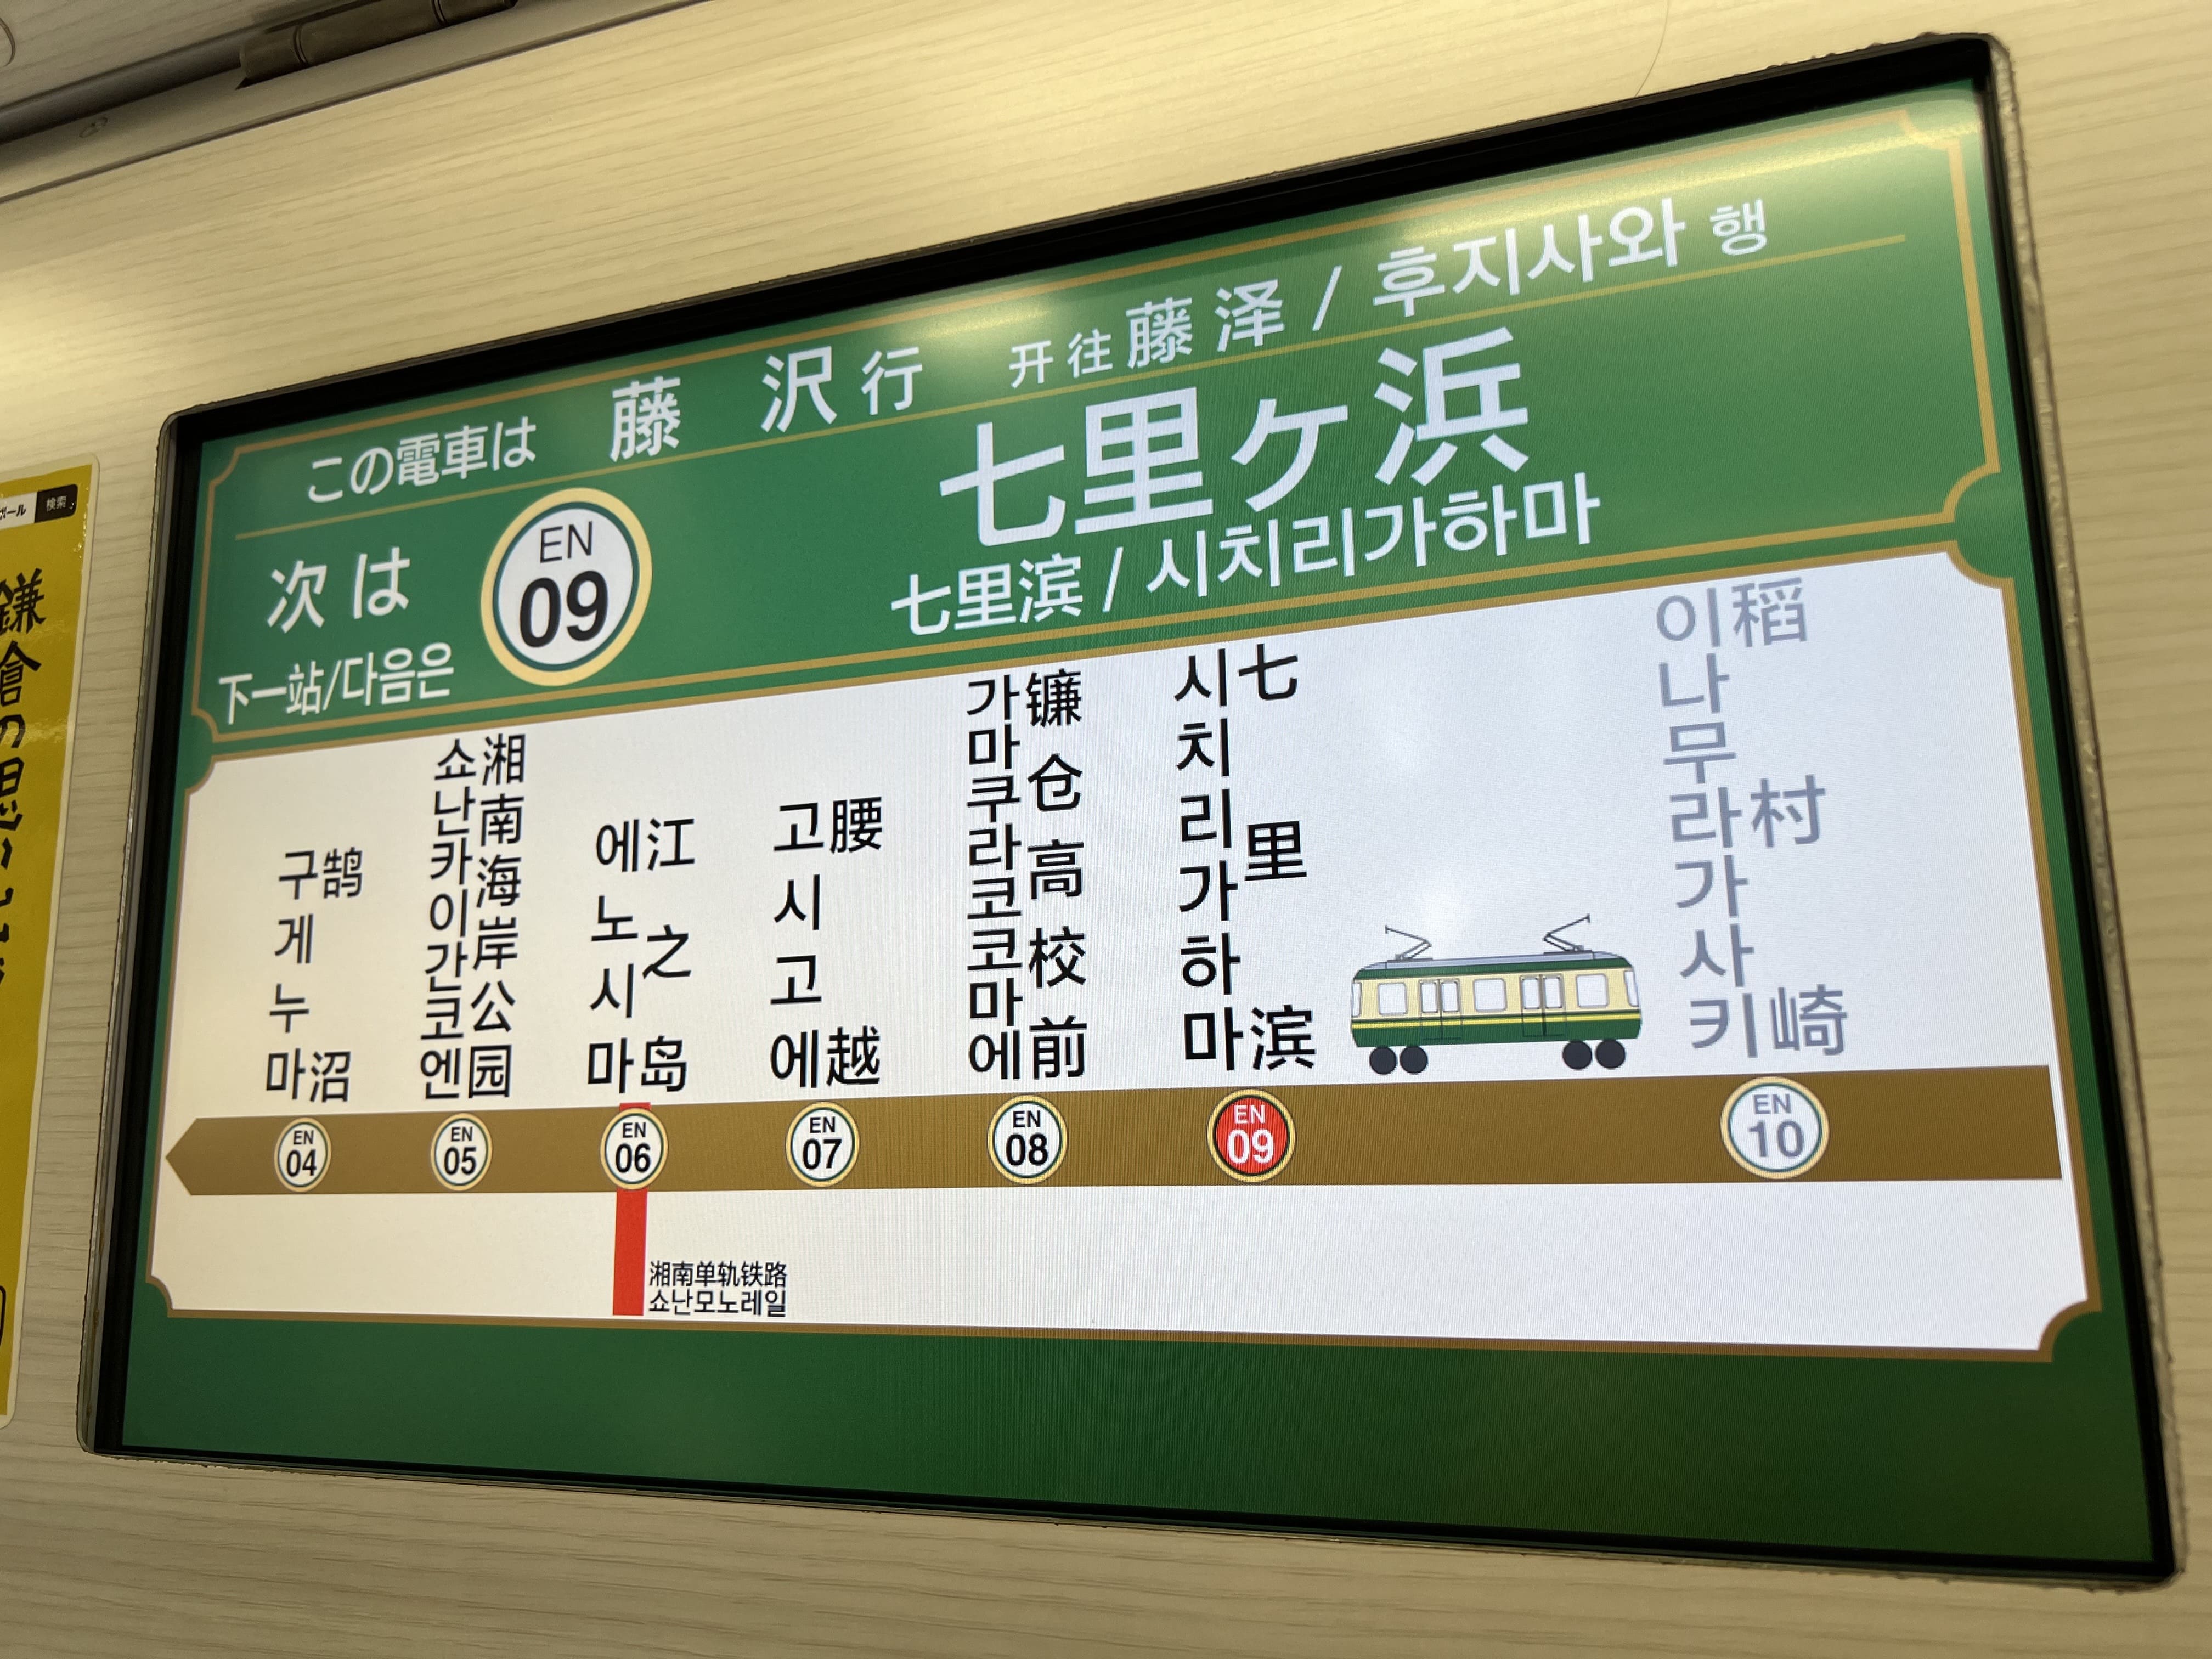 この電車は 藤 沢 行 开往藤 泽 / 후지사와 행
次は
EN
09
七里ヶ浜
下一站/다음은
七里滨 / 시치리가하마
구게누마
鹄沼
쇼난카이간코엔
湘南海岸公园
에노시마
江之岛
고시고에
腰越
가마쿠라코코마에
镰仓高校前
시치리가하마
七里滨
이나무라가사키
稻村崎
EN
04
EN
05
EN
06
EN
07
EN
08
EN
09
EN
10
湘南单轨铁路
쇼난모노레일
検索
鎌倉の